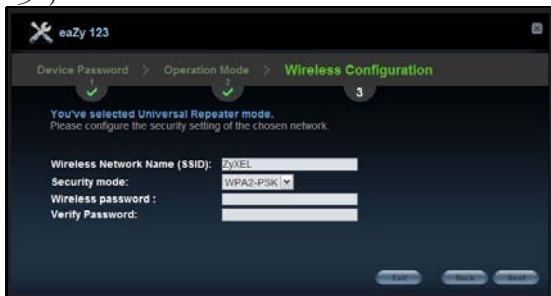 eaZy 123
Device Password > Operation Mode > Wireless Configuration
1 2 3
You've selected Universal Repeater mode.
Please configure the security setting of the chosen network.
Wireless Network Name (SSID): ZyXEL
Security mode: WPA2-PSK
Wireless password :
Verify Password:
Exit Back Next